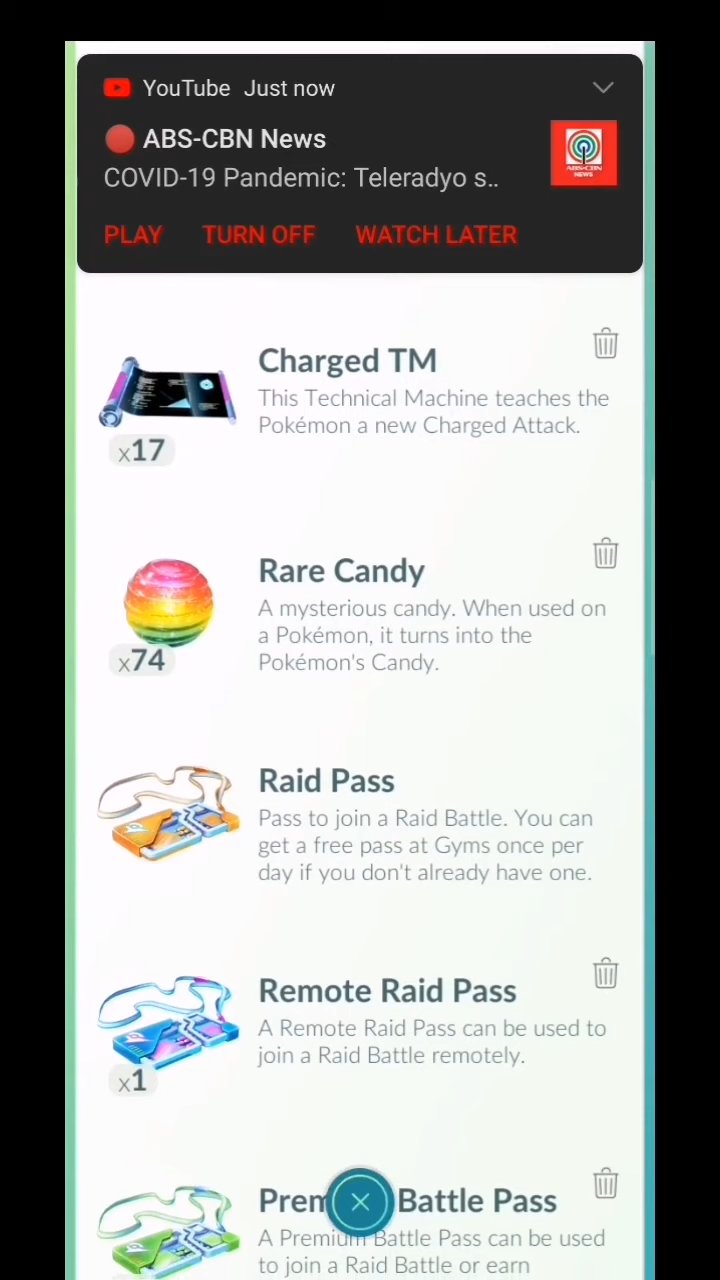 YouTube Just now
ABS-CBN News
COVID-19 Pandemic: Teleradyo s..
ABS-CBN
NEWS
PLAY TURN OFF WATCH LATER
Charged TM
This Technical Machine teaches the
Pokémon a new Charged Attack.
x17
Rare Candy
A mysterious candy. When used on
a Pokémon, it turns into the
Pokémon's Candy.
x74
Raid Pass
Pass to join a Raid Battle. You can
get a free pass at Gyms once per
day if you don't already have one.
Remote Raid Pass
A Remote Raid Pass can be used to
join a Raid Battle remotely.
x1
Prem Battle Pass
A Premium Battle Pass can be used
to join a Raid Battle or earn